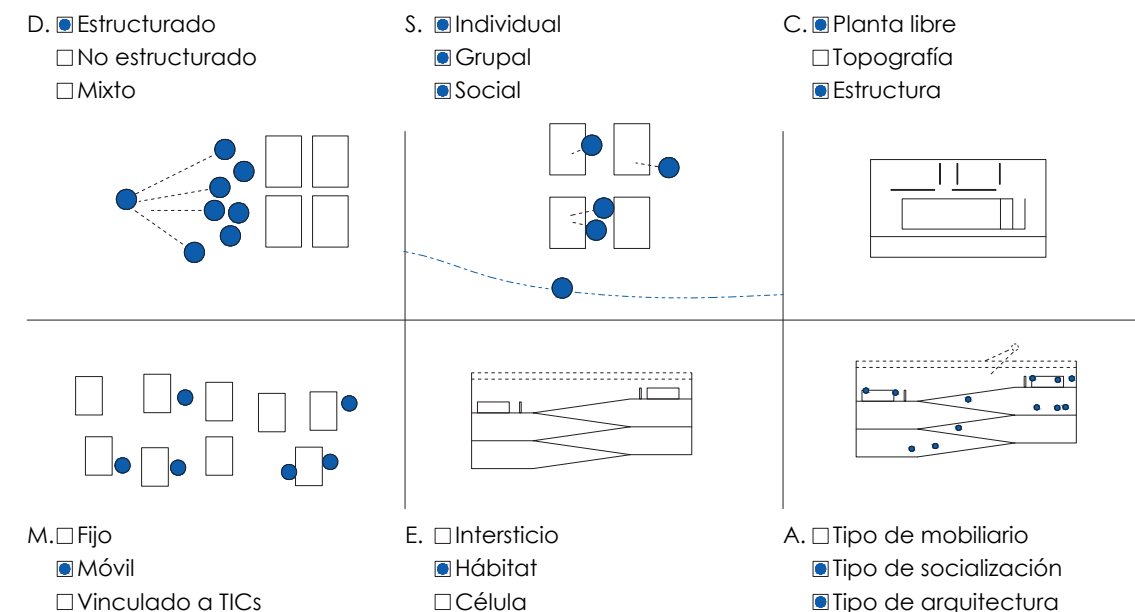 D. Estructurado
No estructurado
Mixto
S. Individual
Grupal
Social
C. Planta libre
Topografía
Estructura
M. Fijo
Móvil
Vinculado a TICs
E. Intersticio
Hábitat
Célula
A. Tipo de mobiliario
Tipo de socialización
Tipo de arquitectura